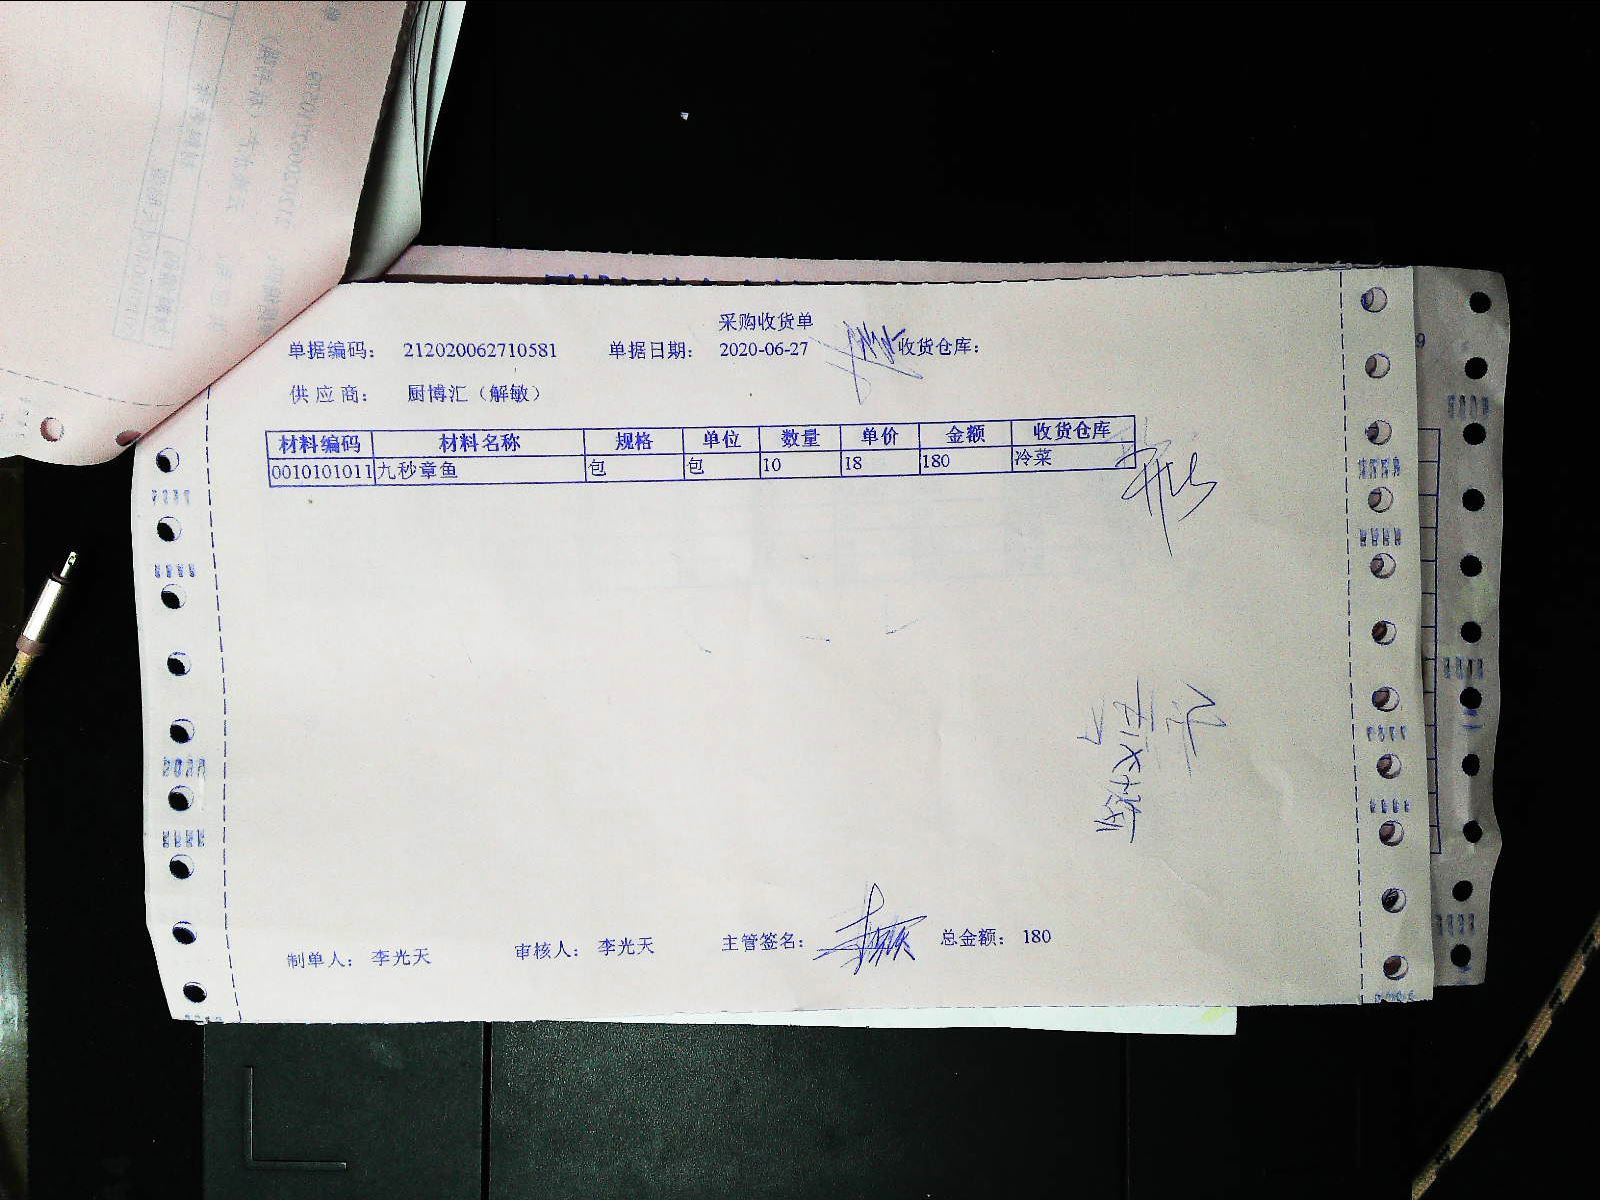 采购收货单
单据编码： 212020062710581 单据日期： 2020-06-27 收货仓库：
供应商： 厨博汇（解敏）
材料编码 材料名称 规格 单位 数量 单价 金额 收货仓库
0010101011 九秒章鱼 包 包 10 18 180 冷菜
制单人： 李光天 审核人： 李光天 主管签名： 总金额： 180